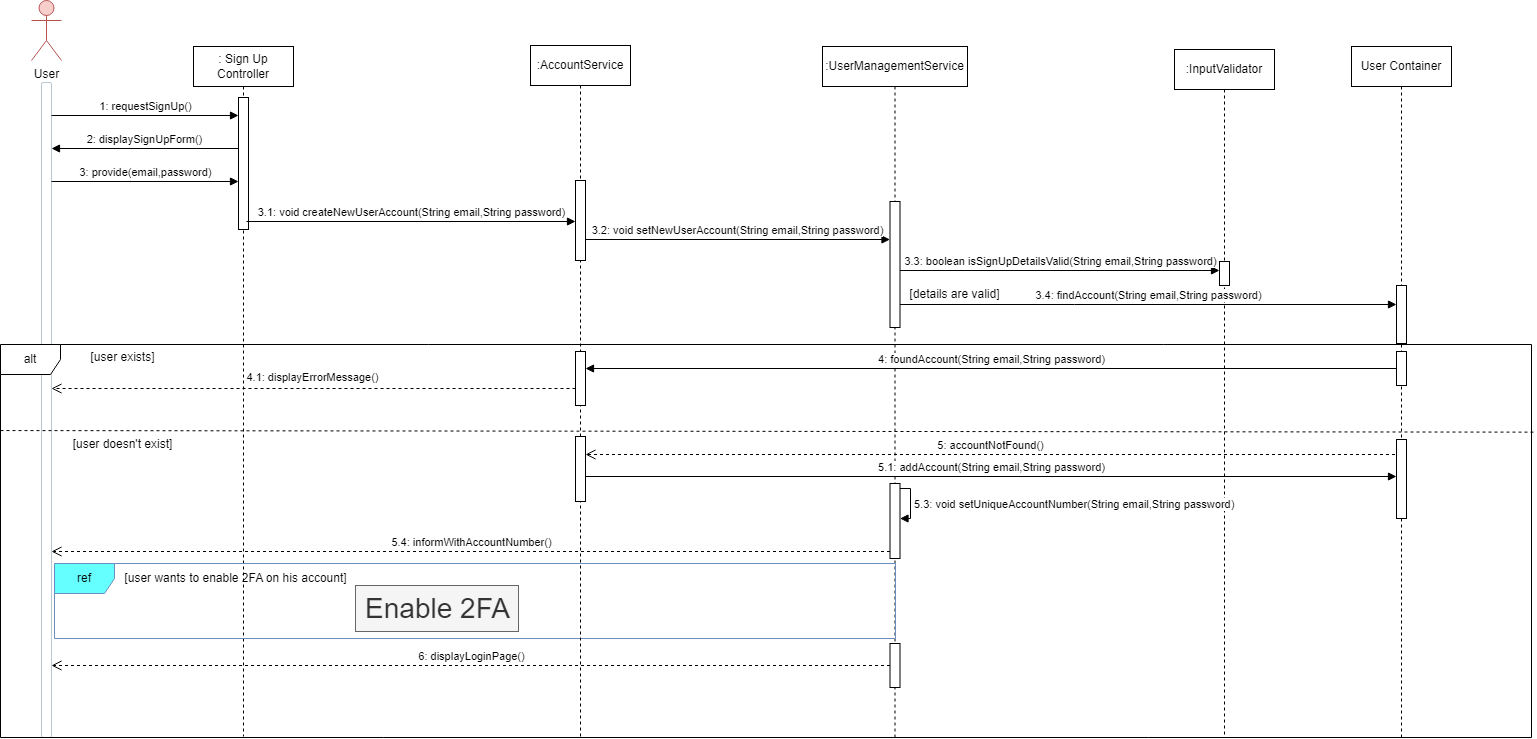 User
: Sign Up
Controller
:AccountService
:UserManagementService
:InputValidator
User Container
1: requestSignUp()
2: displaySignUpForm()
3: provide(email,password)
3.1: void createNewUserAccount(String email,String password)
3.2: void setNewUserAccount(String email,String password)
3.3: boolean isSignUpDetailsValid(String email,String password)
[details are valid]
3.4: findAccount(String email,String password)
alt
[user exists]
4: foundAccount(String email,String password)
4.1: displayErrorMessage()
[user doesn't exist]
5: accountNotFound()
5.1: addAccount(String email,String password)
5.3: void setUniqueAccountNumber(String email,String password)
5.4: informWithAccountNumber()
ref
[user wants to enable 2FA on his account]
Enable 2FA
6: displayLoginPage()